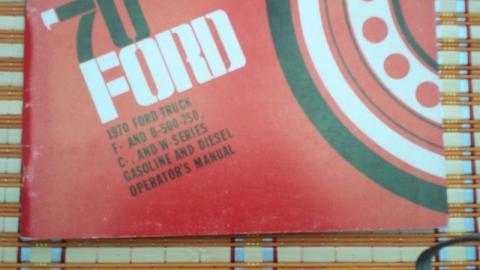 '70
FORD
1970 FORD TRUCK
F- AND B-500-750,
C-, AND W-SERIES
GASOLINE AND DIESEL
OPERATOR'S MANUAL